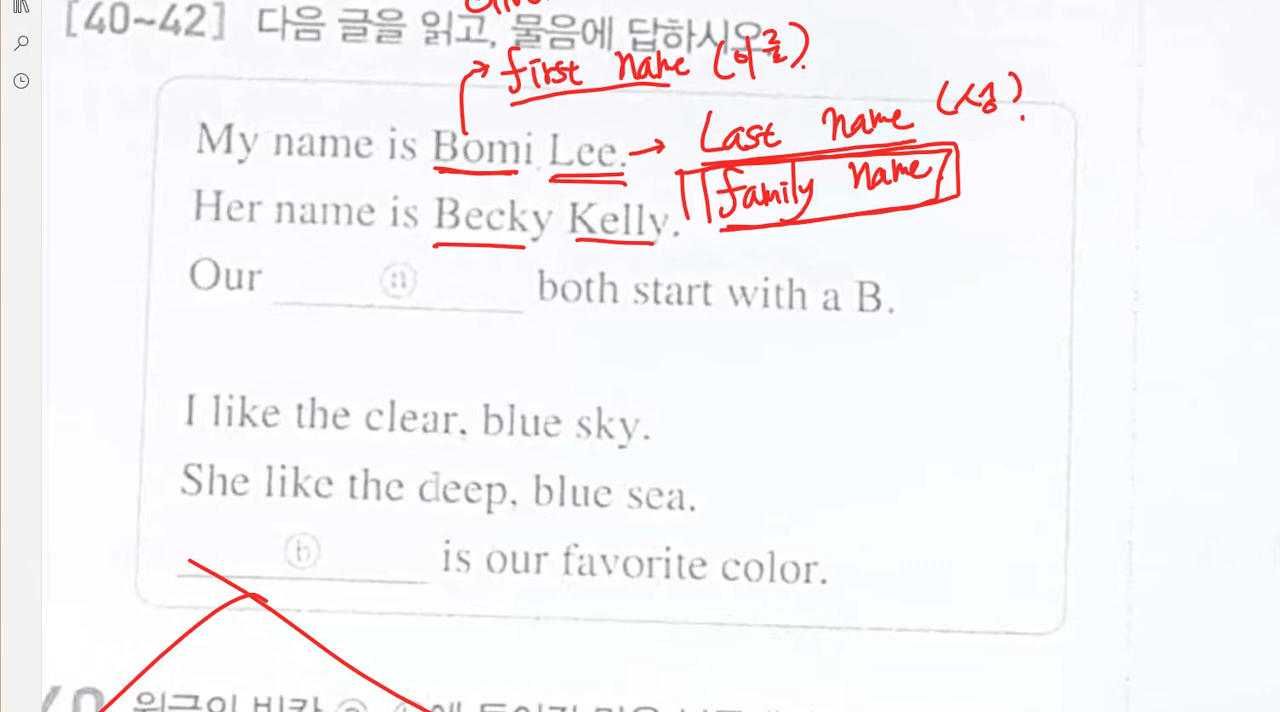 [40~42] 다음 글을 읽고, 물음에 답하시오.
first name (이름).
My name is Bomi Lee. → Last name (성).
family name
Her name is Becky Kelly.
Our ⓐ both start with a B.
I like the clear, blue sky.
She like the deep, blue sea.
ⓑ is our favorite color.